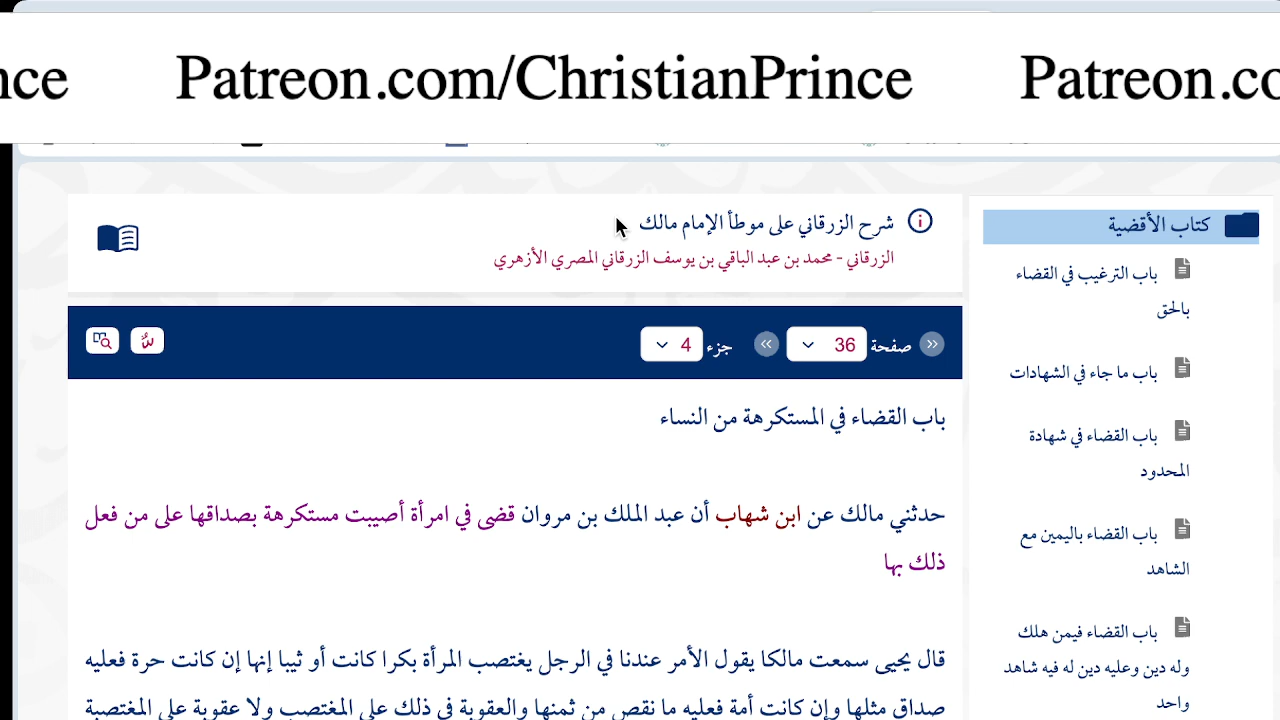 nce Patreon.com/ChristianPrince Patreon.co
شرح الزرقاني على موطأ الإمام مالك
الزرقاني - محمد بن عبد الباقي بن يوسف الزرقاني المصري الأزهري
صفحة 36 جزء 4
باب القضاء في المستكرهة من النساء
حدثني مالك عن ابن شهاب أن عبد الملك بن مروان قضى في امرأة أصيبت مستكرهة بصداقها على من فعل
ذلك بها
قال يحيى سمعت مالكا يقول الأمر عندنا في الرجل يغتصب المرأة بكرا كانت أو ثيبا إنها إن كانت حرة فعليه
صداق مثلها وإن كانت أمة فعليه ما نقص من ثمنها والعقوبة في ذلك على المغتصب ولا عقوبة على المغتصبة
كتاب الأقضية
باب الترغيب في القضاء
بالحق
باب ما جاء في الشهادات
باب القضاء في شهادة
المحدود
باب القضاء باليمين مع
الشاهد
باب القضاء فيمن هلك
وله دين وعليه دين له فيه شاهد
واحد